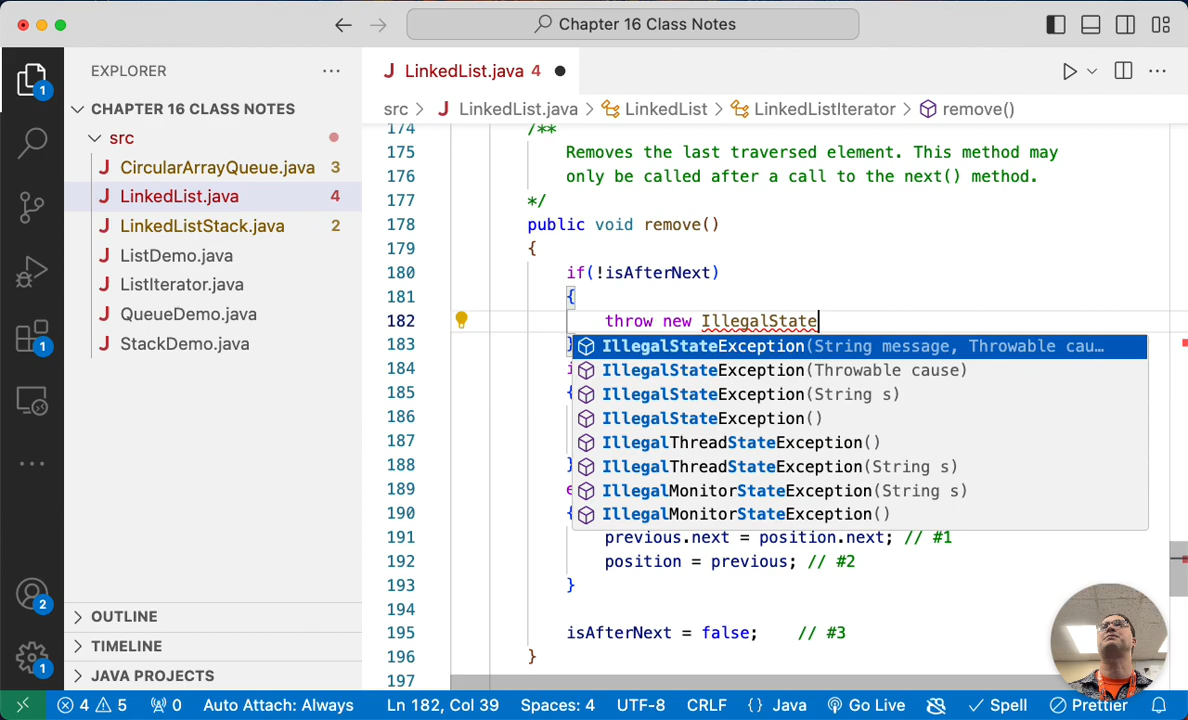 Chapter 16 Class Notes
EXPLORER
LinkedList.java 4
CHAPTER 16 CLASS NOTES
src
CircularArrayQueue.java 3
LinkedList.java 4
LinkedListStack.java 2
ListDemo.java
ListIterator.java
QueueDemo.java
StackDemo.java
OUTLINE
TIMELINE
JAVA PROJECTS
1
1
2
1
src > J LinkedList.java > LinkedList > LinkedListIterator > remove()
174 /**
175 Removes the last traversed element. This method may
176 only be called after a call to the next() method.
177 */
178 public void remove()
179 {
180 if(!isAfterNext)
181 {
182 throw new IllegalState
183 }
IllegalStateException(String message, Throwable cau…
184 i
IllegalStateException(Throwable cause)
185 {
IllegalStateException(String s)
186
IllegalStateException()
187
IllegalThreadStateException()
188 }
IllegalThreadStateException(String s)
189 e
IllegalMonitorStateException(String s)
190 {
IllegalMonitorStateException()
191 previous.next = position.next; // #1
192 position = previous; // #2
193 }
194
195 isAfterNext = false; // #3
196 }
197
4 5 0 Auto Attach: Always Ln 182, Col 39 Spaces: 4 UTF-8 CRLF {} Java Go Live Spell Prettier